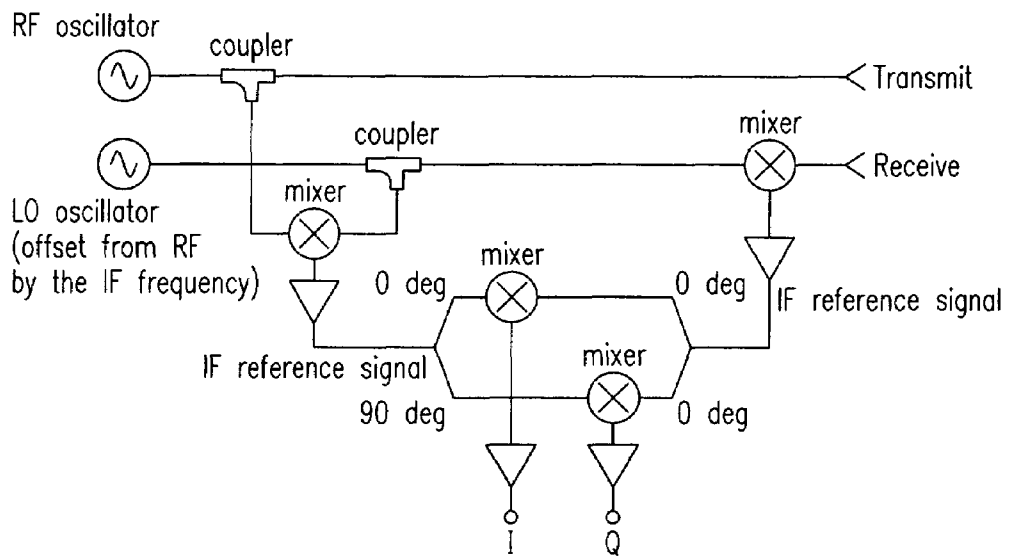 RF oscillator
coupler
Transmit
coupler
mixer
Receive
LO oscillator
(offset from RF
by the IF frequency)
mixer
mixer
0 deg
0 deg
IF reference signal
IF reference signal
mixer
90 deg
0 deg
I
Q